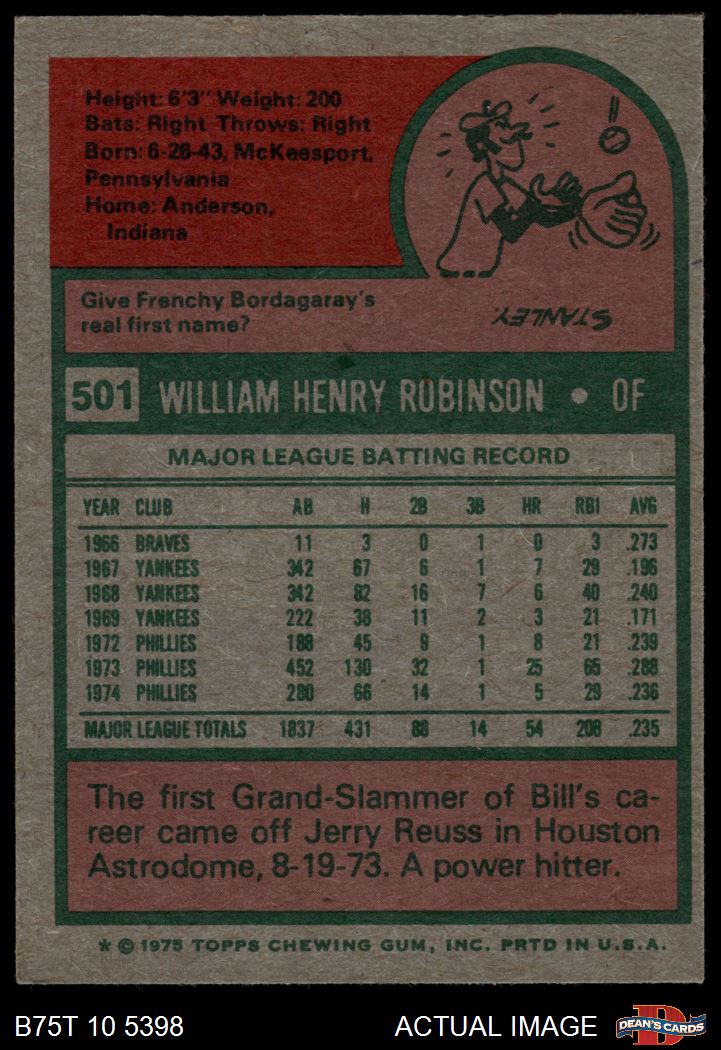 Height: 6'3" Weight: 200
Bats: Right Throws: Right
Born: 6-26-43, McKeesport,
Pennsylvania
Home: Anderson,
Indiana
Give Frenchy Bordagaray's
real first name?
STANLEY.
501 WILLIAM HENRY ROBINSON • OF
MAJOR LEAGUE BATTING RECORD
YEAR CLUB AB H 2B 3B HR RBI AVG
1966 BRAVES 11 3 0 1 0 3 .273
1967 YANKEES 342 67 6 1 7 29 .196
1968 YANKEES 342 82 16 7 6 40 .240
1969 YANKEES 222 38 11 2 3 21 .171
1972 PHILLIES 188 45 9 1 8 21 .239
1973 PHILLIES 452 130 32 1 25 65 .288
1974 PHILLIES 280 66 14 1 5 29 .236
MAJOR LEAGUE TOTALS 1837 431 88 14 54 208 .235
The first Grand-Slammer of Bill's ca-
reer came off Jerry Reuss in Houston
Astrodome, 8-19-73. A power hitter.
* © 1975 TOPPS CHEWING GUM, INC. PRTD IN U.S.A.
B75T 10 5398 ACTUAL IMAGE
D
DEAN'S CARDS